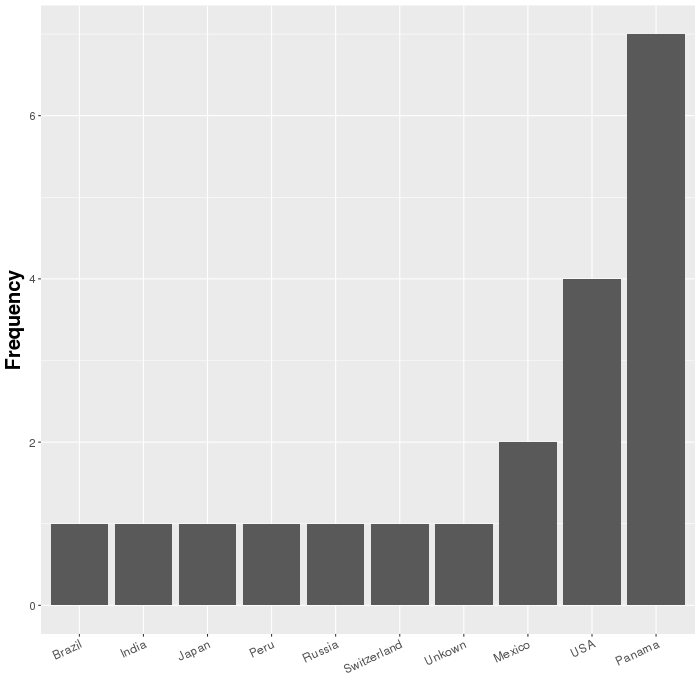 Frequency
6
4
2
0
Brazil
India
Japan
Peru
Russia
Switzerland
Unkown
Mexico
USA
Panama